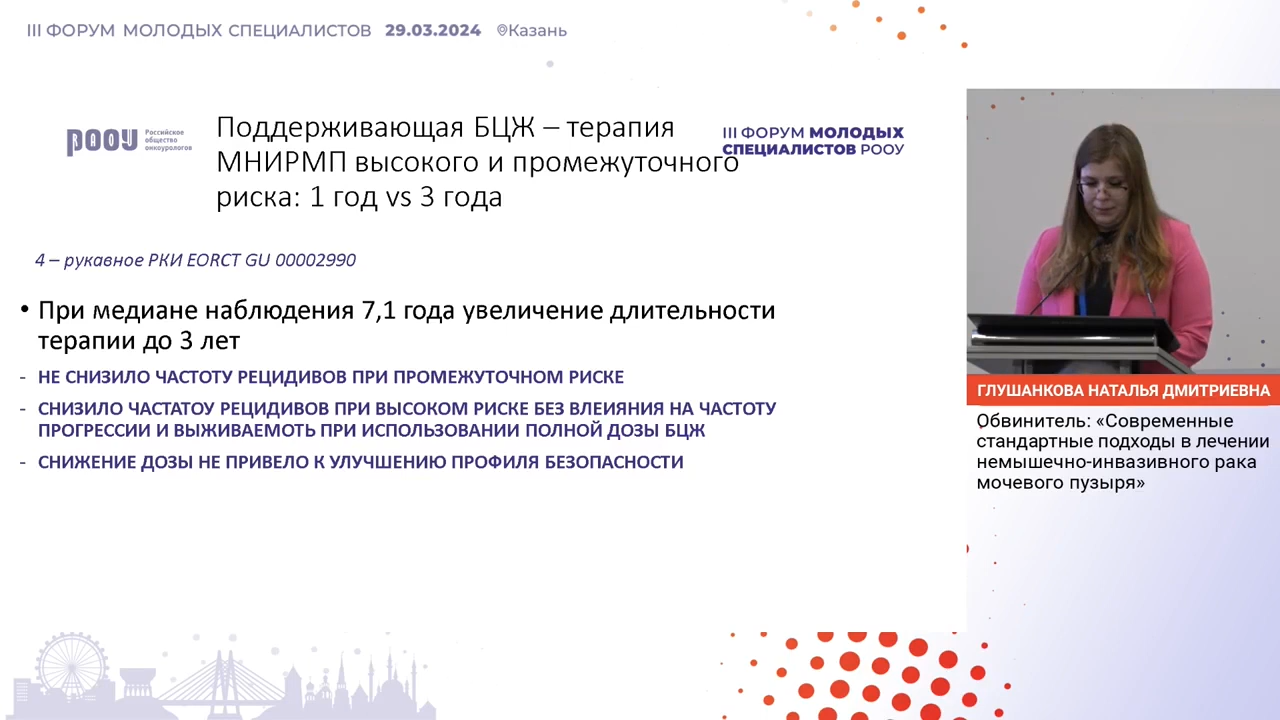 III ФОРУМ МОЛОДЫХ СПЕЦИАЛИСТОВ 29.03.2024 Казань
РООУ
Российское
общество
онкоурологов
Поддерживающая БЦЖ – терапия
МНИРМП высокого и промежуточного
риска: 1 год vs 3 года
III ФОРУМ МОЛОДЫХ
СПЕЦИАЛИСТОВ РООУ
4 – рукавное РКИ EORCT GU 00002990
• При медиане наблюдения 7,1 года увеличение длительности
терапии до 3 лет
- НЕ СНИЗИЛО ЧАСТОТУ РЕЦИДИВОВ ПРИ ПРОМЕЖУТОЧНОМ РИСКЕ
- СНИЗИЛО ЧАСТАТОУ РЕЦИДИВОВ ПРИ ВЫСОКОМ РИСКЕ БЕЗ ВЛЕИЯНИЯ НА ЧАСТОТУ
ПРОГРЕССИИ И ВЫЖИВАЕМОТЬ ПРИ ИСПОЛЬЗОВАНИИ ПОЛНОЙ ДОЗЫ БЦЖ
- СНИЖЕНИЕ ДОЗЫ НЕ ПРИВЕЛО К УЛУЧШЕНИЮ ПРОФИЛЯ БЕЗОПАСНОСТИ
ГЛУШАНКОВА НАТАЛЬЯ ДМИТРИЕВНА
Обвинитель: «Современные
стандартные подходы в лечении
немышечно-инвазивного рака
мочевого пузыря»